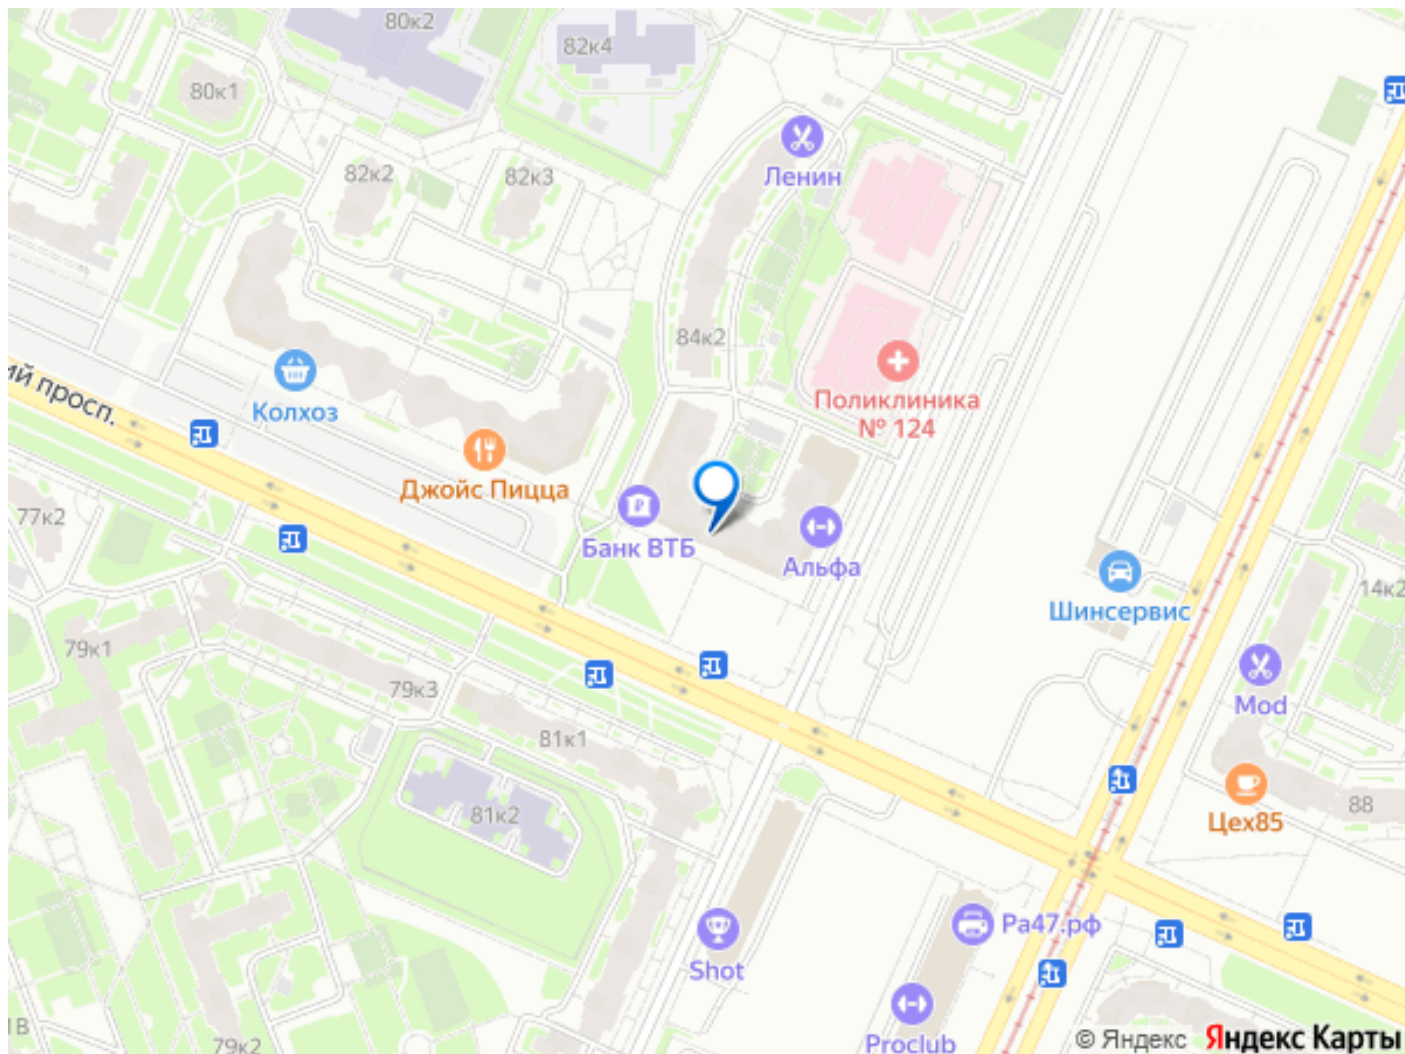 80к2
82к4
80к1
82к2
82к3
Ленин
84к2
Колхоз
ий просп.
Поликлиника
№ 124
Джойс Пицца
77к2
Банк ВТБ
Альфа
Шинсервис
14к2
79к1
79к3
Mod
81к1
81к2
Цех85
88
Ра47.рф
Shot
1В
79к2
Proclub
© Яндекс Яндекс Карты